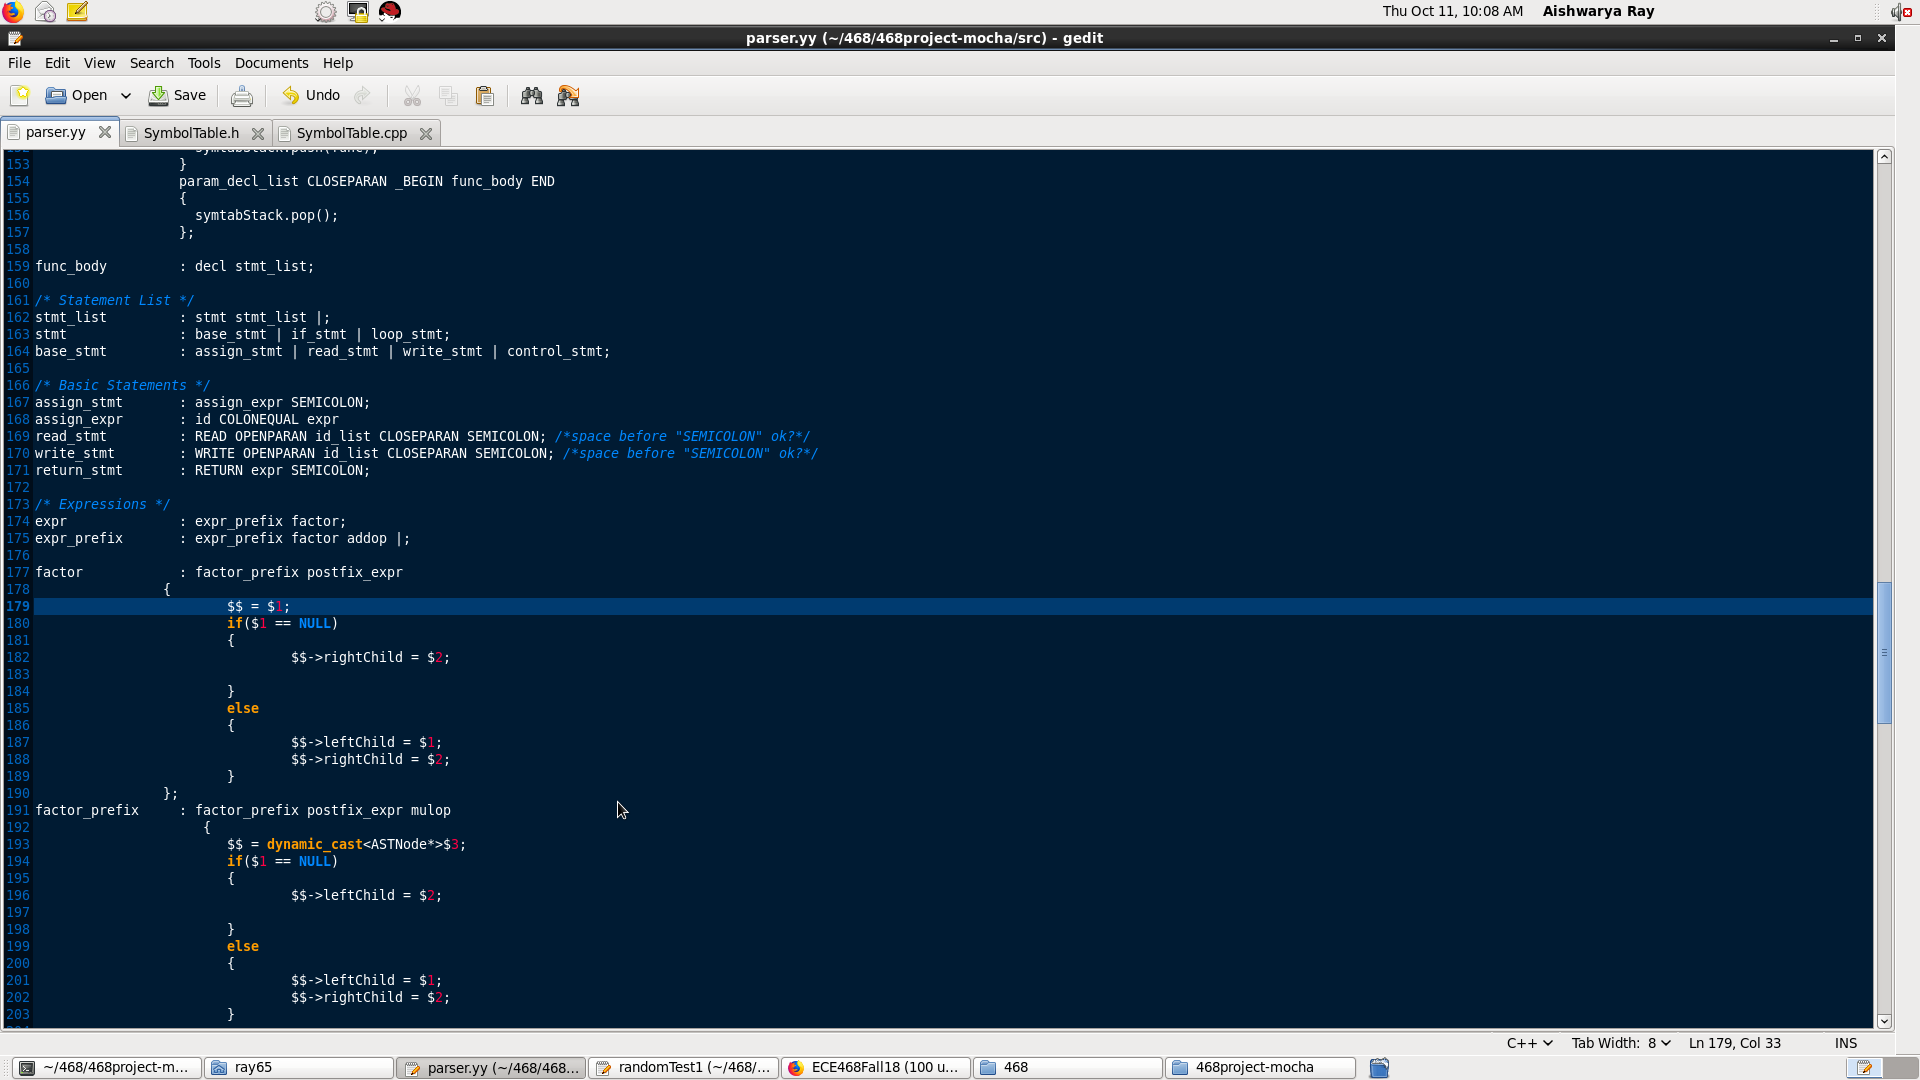 Thu Oct 11, 10:08 AM Aishwarya Ray
parser.yy (~/468/468project-mocha/src) - gedit
File Edit View Search Tools Documents Help
Open Save Undo
parser.yy SymbolTable.h SymbolTable.cpp
153 }
154 param_decl_list CLOSEPARAN _BEGIN func_body END
155 {
156 symtabStack.pop();
157 };
158
159 func_body : decl stmt_list;
160
161 /* Statement List */
162 stmt_list : stmt stmt_list |;
163 stmt : base_stmt | if_stmt | loop_stmt;
164 base_stmt : assign_stmt | read_stmt | write_stmt | control_stmt;
165
166 /* Basic Statements */
167 assign_stmt : assign_expr SEMICOLON;
168 assign_expr : id COLONEQUAL expr
169 read_stmt : READ OPENPARAN id_list CLOSEPARAN SEMICOLON; /*space before "SEMICOLON" ok?*/
170 write_stmt : WRITE OPENPARAN id_list CLOSEPARAN SEMICOLON; /*space before "SEMICOLON" ok?*/
171 return_stmt : RETURN expr SEMICOLON;
172
173 /* Expressions */
174 expr : expr_prefix factor;
175 expr_prefix : expr_prefix factor addop |;
176
177 factor : factor_prefix postfix_expr
178 {
179 $$ = $1;
180 if($1 == NULL)
181 {
182 $$->rightChild = $2;
183
184 }
185 else
186 {
187 $$->leftChild = $1;
188 $$->rightChild = $2;
189 }
190 };
191 factor_prefix : factor_prefix postfix_expr mulop
192 {
193 $$ = dynamic_cast<ASTNode*>$3;
194 if($1 == NULL)
195 {
196 $$->leftChild = $2;
197
198 }
199 else
200 {
201 $$->leftChild = $1;
202 $$->rightChild = $2;
203 }
C++ Tab Width: 8 Ln 179, Col 33 INS
~/468/468project-m... ray65 parser.yy (~/468/468... randomTest1 (~/468/... ECE468Fall18 (100 u... 468 468project-mocha